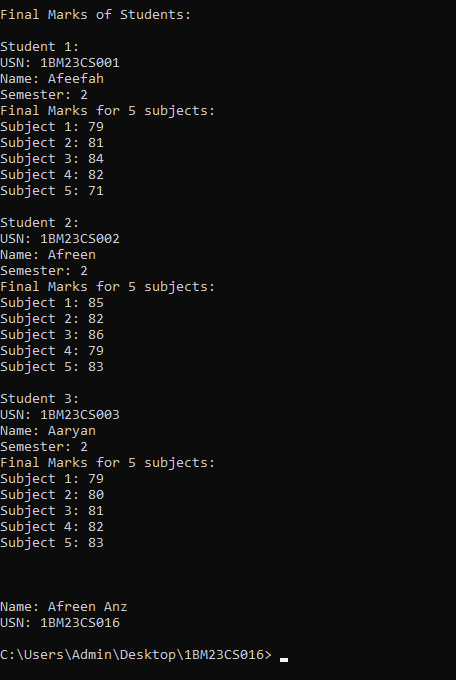 Final Marks of Students:
Student 1:
USN: 1BM23CS001
Name: Afeefah
Semester: 2
Final Marks for 5 subjects:
Subject 1: 79
Subject 2: 81
Subject 3: 84
Subject 4: 82
Subject 5: 71
Student 2:
USN: 1BM23CS002
Name: Afreen
Semester: 2
Final Marks for 5 subjects:
Subject 1: 85
Subject 2: 82
Subject 3: 86
Subject 4: 79
Subject 5: 83
Student 3:
USN: 1BM23CS003
Name: Aaryan
Semester: 2
Final Marks for 5 subjects:
Subject 1: 79
Subject 2: 80
Subject 3: 81
Subject 4: 82
Subject 5: 83
Name: Afreen Anz
USN: 1BM23CS016
C:\Users\Admin\Desktop\1BM23CS016>